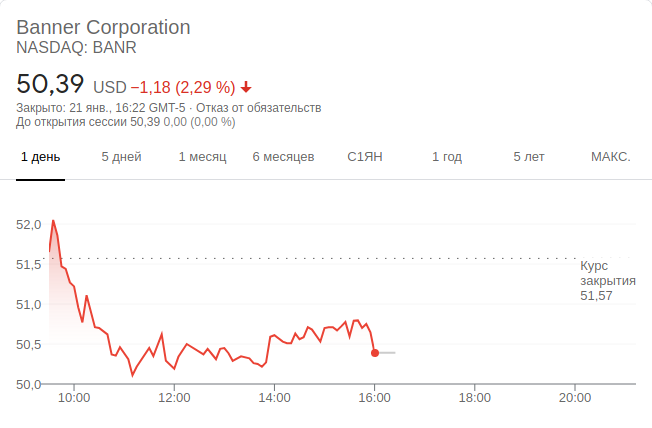 Banner Corporation
NASDAQ: BANR
50,39 USD −1,18 (2,29 %)
Закрыто: 21 янв., 16:22 GMT-5 · Отказ от обязательств
До открытия сессии 50,39 0,00 (0,00 %)
1 день 5 дней 1 месяц 6 месяцев С1ЯН 1 год 5 лет МАКС.
52,0
51,5
51,0
50,5
50,0
Курс
закрытия
51,57
10:00 12:00 14:00 16:00 18:00 20:00